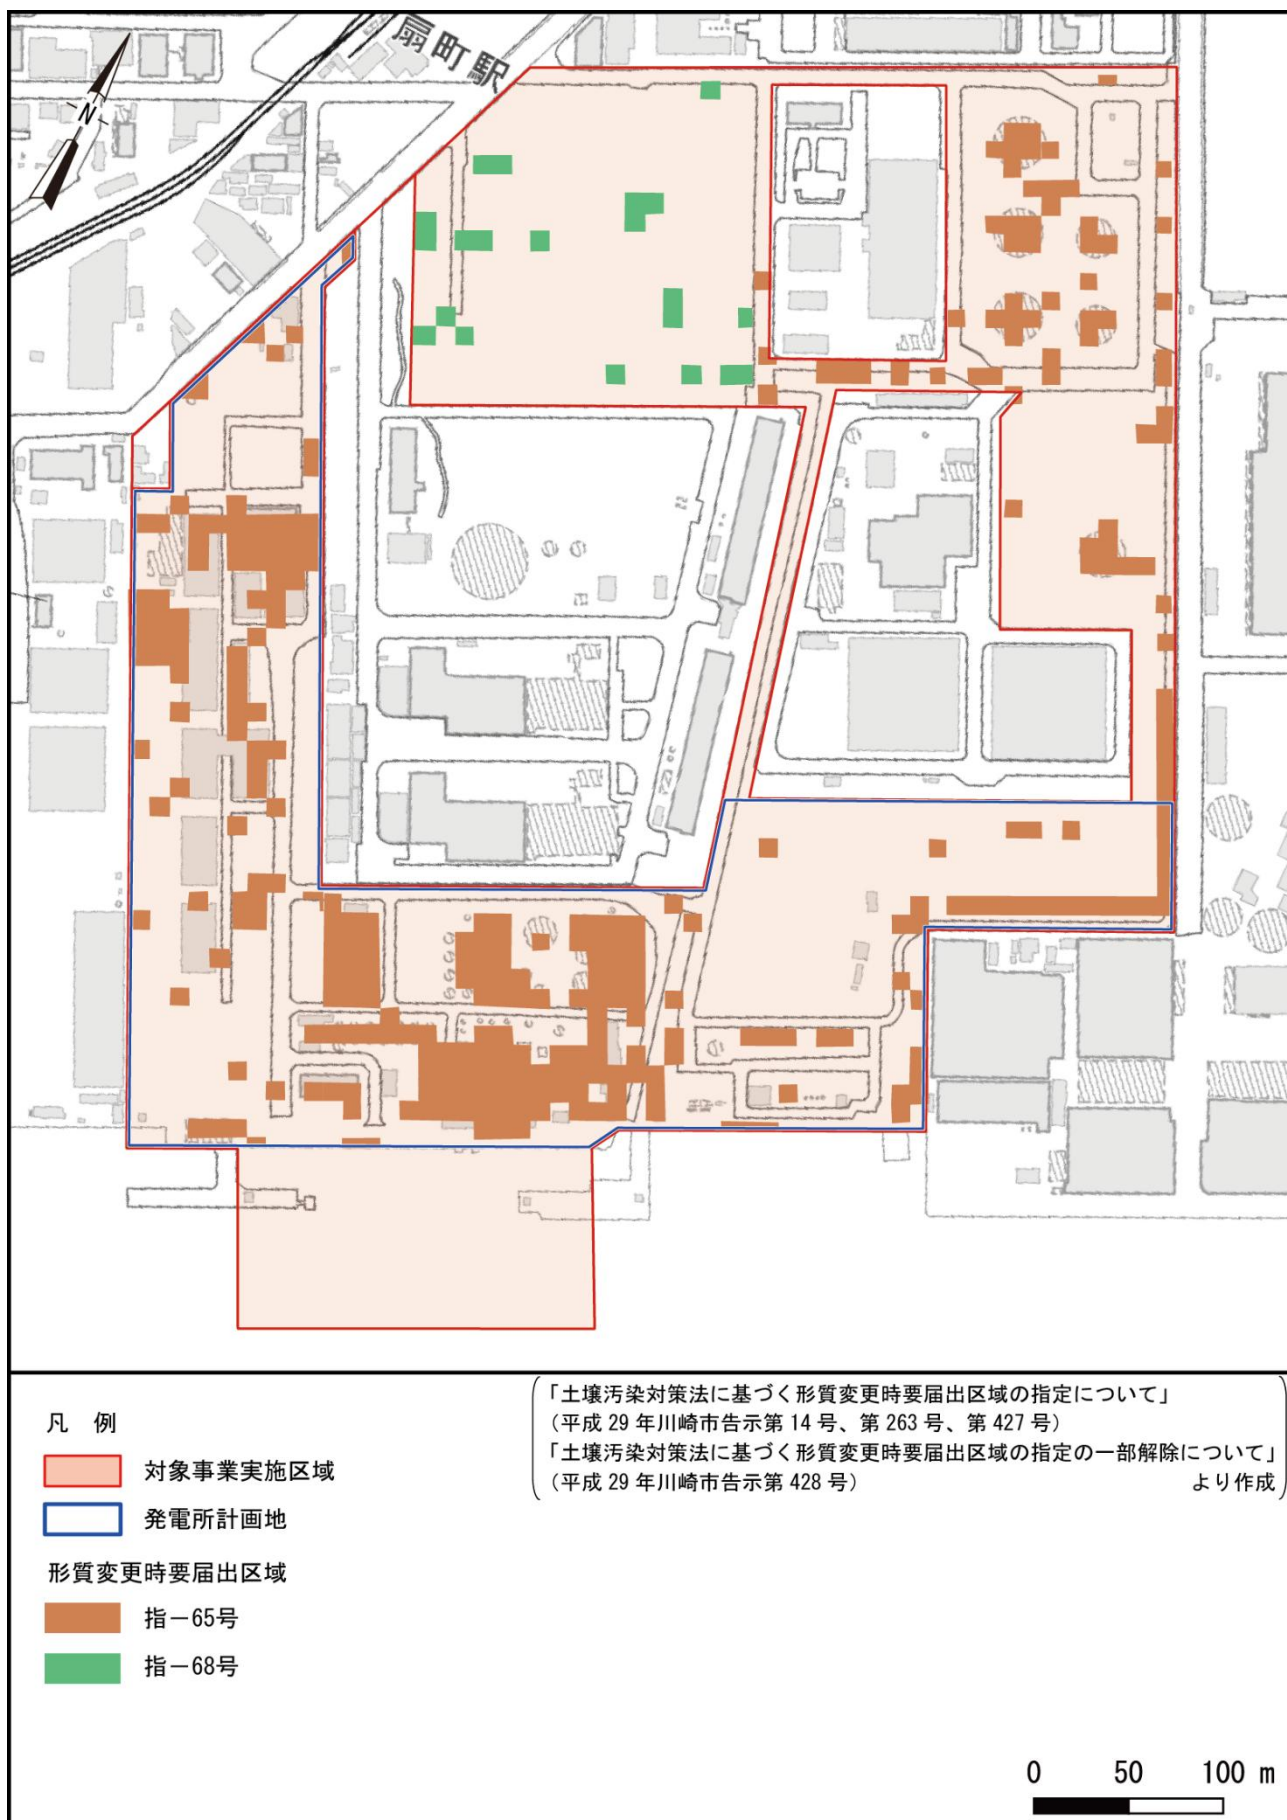 扇町駅
N
凡 例
対象事業実施区域
発電所計画地
形質変更時要届出区域
指－65号
指－68号
「土壌汚染対策法に基づく形質変更時要届出区域の指定について」
（平成 29 年川崎市告示第 14 号、第 263 号、第 427 号）
「土壌汚染対策法に基づく形質変更時要届出区域の指定の一部解除について」
（平成 29 年川崎市告示第 428 号） より作成
0 50 100 m